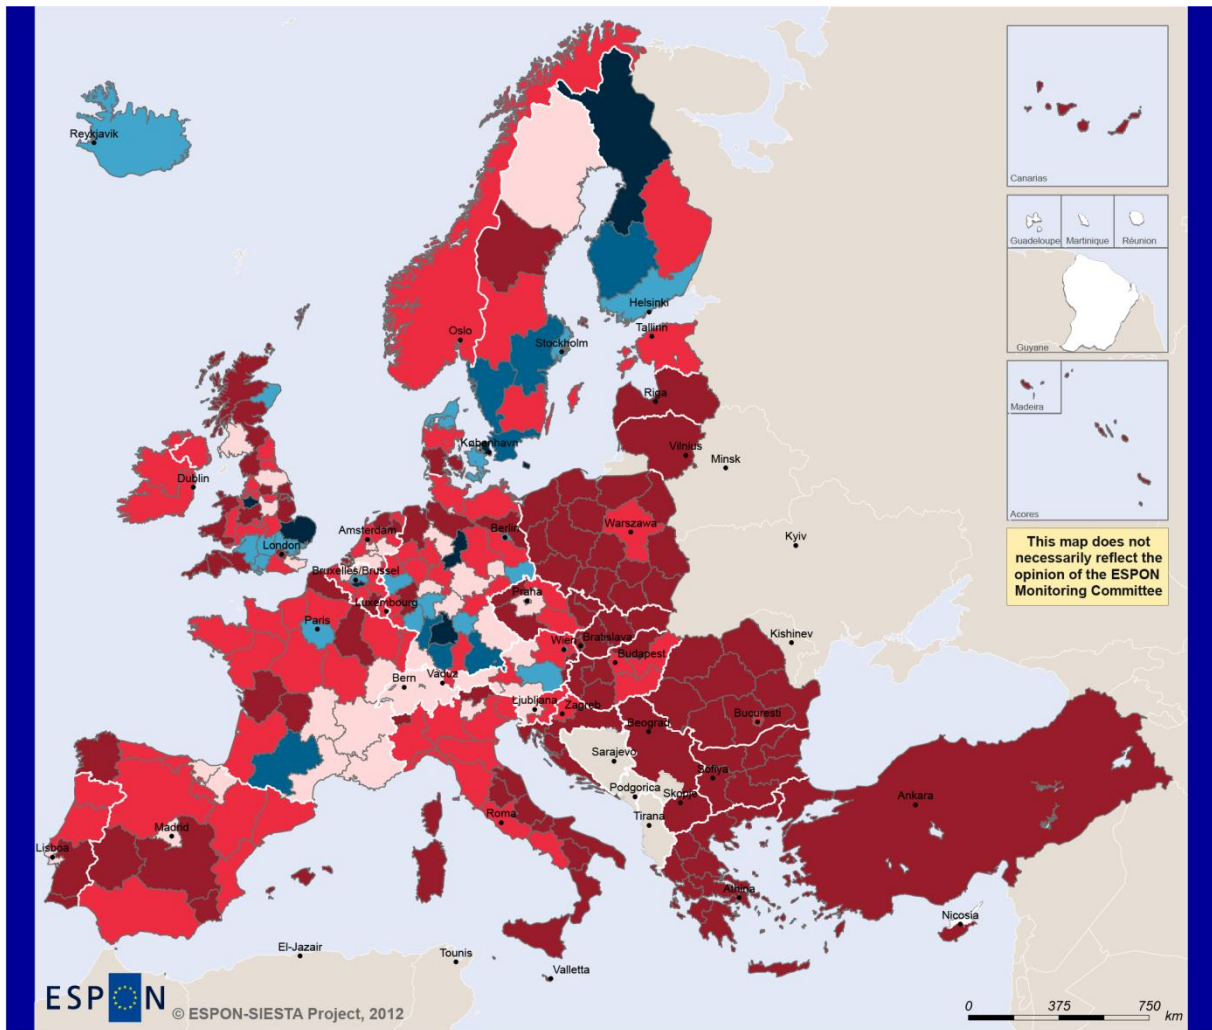 Reykjavik
Canarias
Guadeloupe
Martinique
Réunion
Guyane
Madeira
Acores
This map does not
necessarily reflect the
opinion of the ESPON
Monitoring Committee
Helsinki
Oslo
Tallinn
Stockholm
Riga
København
Vilnius
Minsk
Dublin
Amsterdam
Berlin
Warszawa
Kyiv
London
Bruxelles/Brussel
Praha
Luxembourg
Paris
Kishinev
Wien
Bratislava
Budapest
Bern
Vaduz
Ljubljana
Zagreb
Beograd
Bucuresti
Sarajevo
Sofiya
Podgorica
Skopje
Ankara
Roma
Tirana
Madrid
Lisboa
Athina
Nicosia
El-Jazair
Tounis
Valletta
ESPON
© ESPON-SIESTA Project, 2012
0 375 750
km